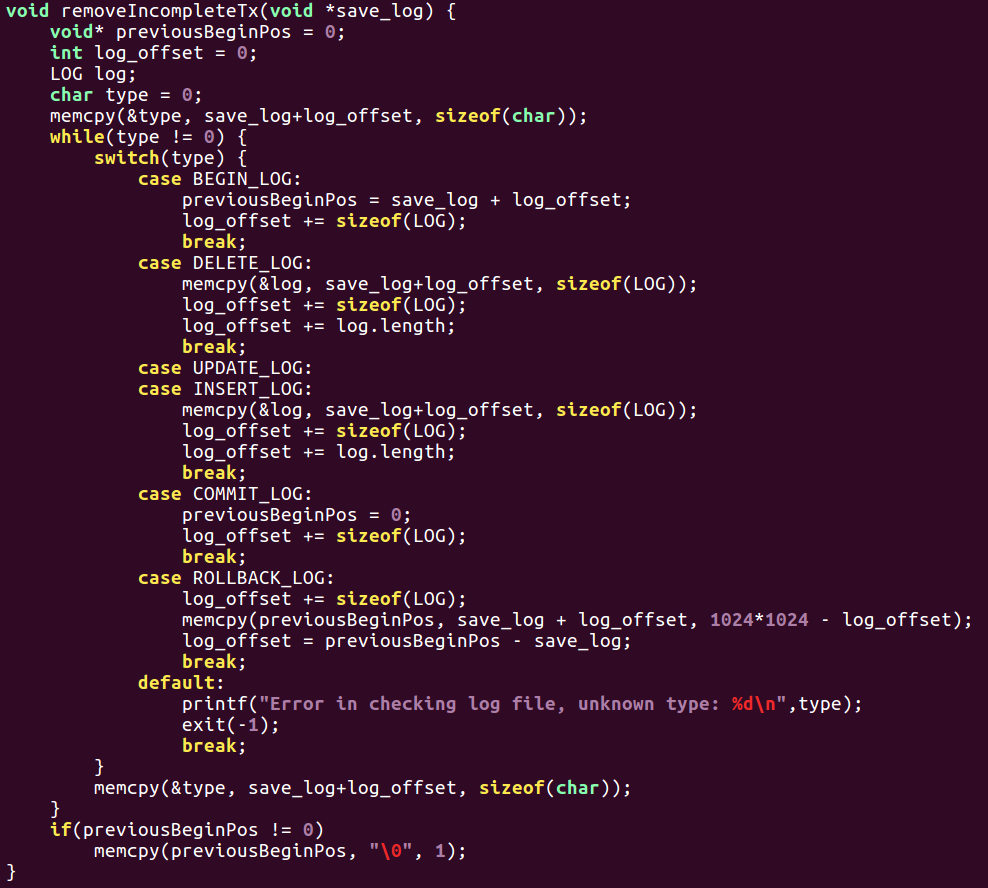 void removeIncompleteTx(void *save_log) {
    void* previousBeginPos = 0;
    int log_offset = 0;
    LOG log;
    char type = 0;
    memcpy(&type, save_log+log_offset, sizeof(char));
    while(type != 0) {
        switch(type) {
            case BEGIN_LOG:
                previousBeginPos = save_log + log_offset;
                log_offset += sizeof(LOG);
                break;
            case DELETE_LOG:
                memcpy(&log, save_log+log_offset, sizeof(LOG));
                log_offset += sizeof(LOG);
                log_offset += log.length;
                break;
            case UPDATE_LOG:
            case INSERT_LOG:
                memcpy(&log, save_log+log_offset, sizeof(LOG));
                log_offset += sizeof(LOG);
                log_offset += log.length;
                break;
            case COMMIT_LOG:
                previousBeginPos = 0;
                log_offset += sizeof(LOG);
                break;
            case ROLLBACK_LOG:
                log_offset += sizeof(LOG);
                memcpy(previousBeginPos, save_log + log_offset, 1024*1024 - log_offset);
                log_offset = previousBeginPos - save_log;
                break;
            default:
                printf("Error in checking log file, unknown type: %d\n",type);
                exit(-1);
                break;
        }
        memcpy(&type, save_log+log_offset, sizeof(char));
    }
    if(previousBeginPos != 0)
        memcpy(previousBeginPos, "\0", 1);
}